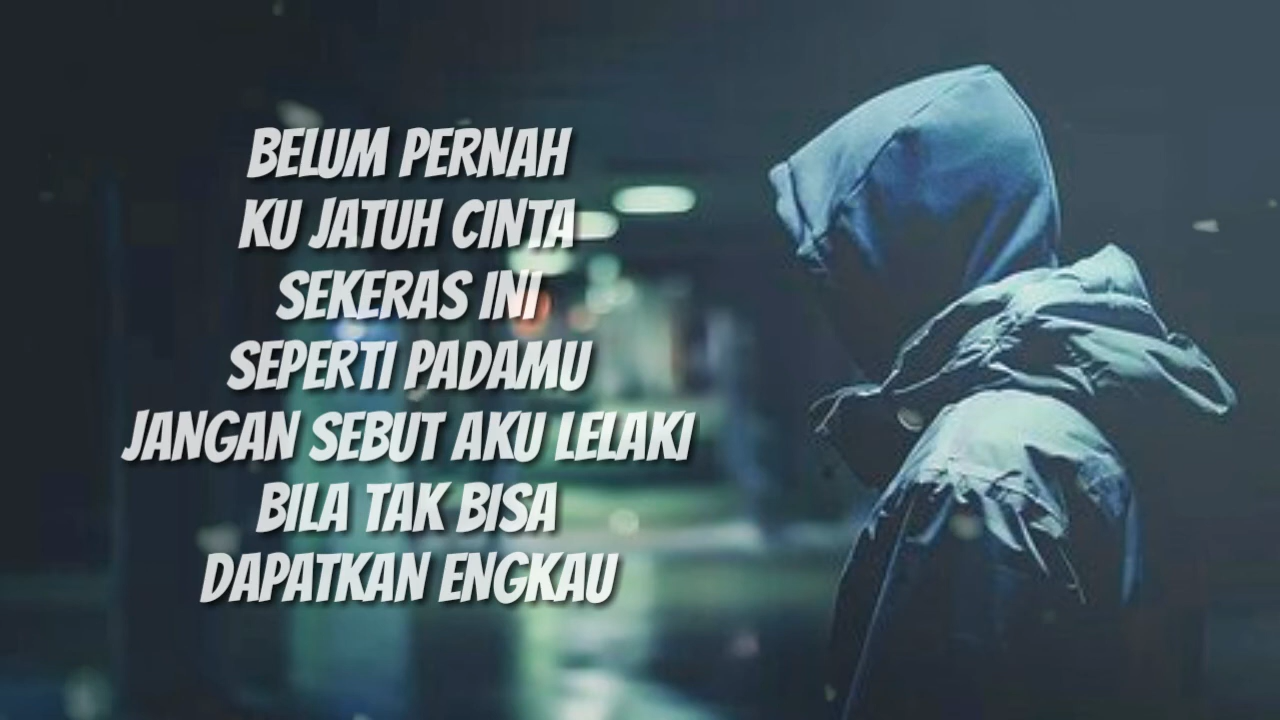 BELUM PERNAH
KU JATUH CINTA
SEKERAS INI
SEPERTI PADAMU
JANGAN SEBUT AKU LELAKI
BILA TAK BISA
DAPATKAN ENGKAU